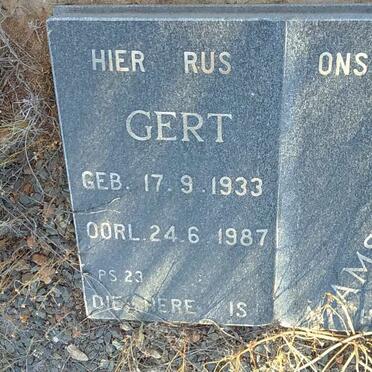 HIER RUS ONS
GERT
GEB. 17.9.1933
OORL. 24.6.1987
PS. 23
DIE HERE IS